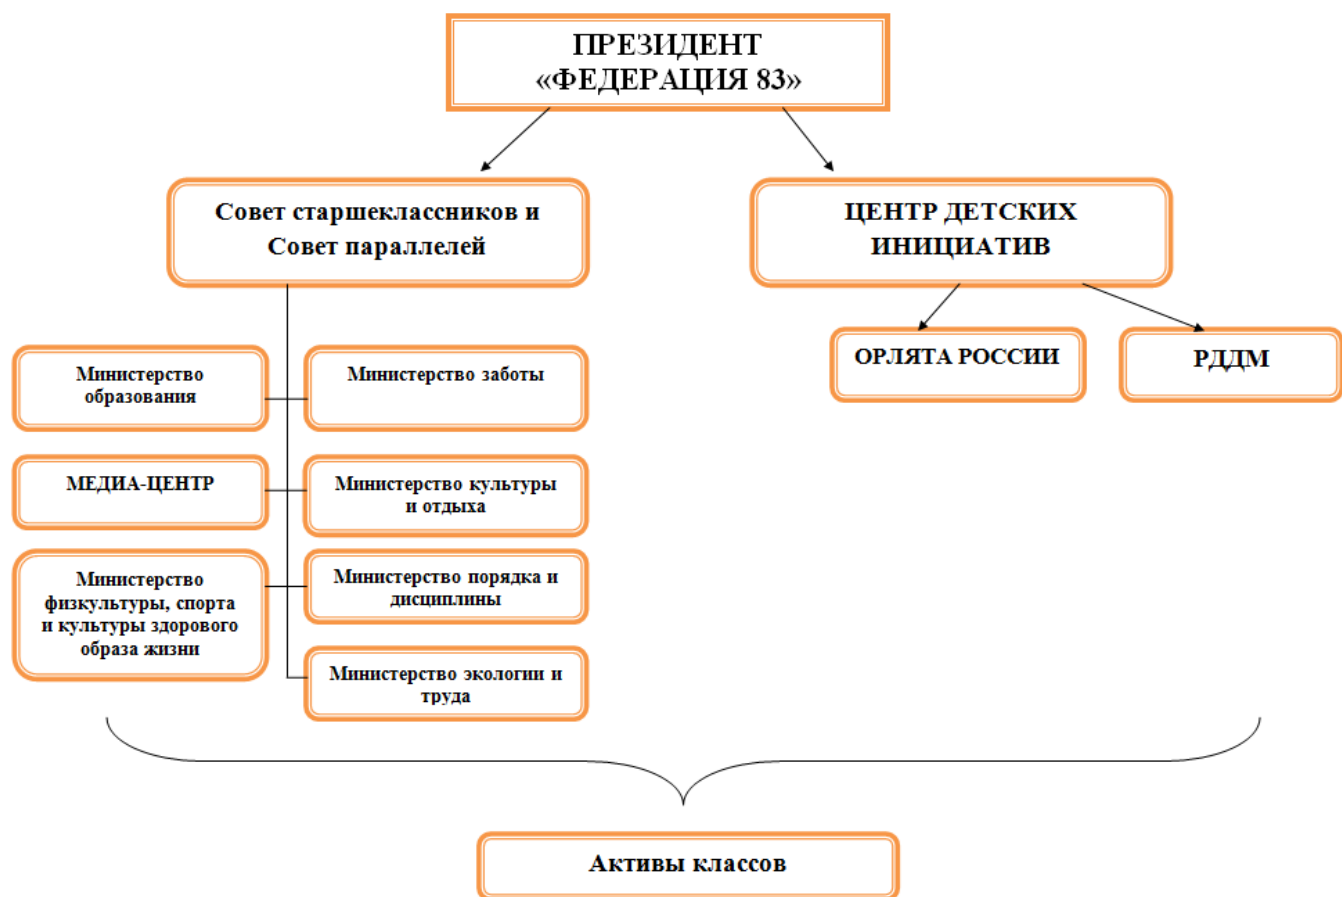 ПРЕЗИДЕНТ
«ФЕДЕРАЦИЯ 83»
Совет старшеклассников и
Совет параллелей
ЦЕНТР ДЕТСКИХ
ИНИЦИАТИВ
ОРЛЯТА РОССИИ
РДДМ
Министерство
образования
Министерство заботы
МЕДИА-ЦЕНТР
Министерство культуры
и отдыха
Министерство
физкультуры, спорта
и культуры здорового
образа жизни
Министерство порядка и
дисциплины
Министерство экологии и
труда
Активы классов